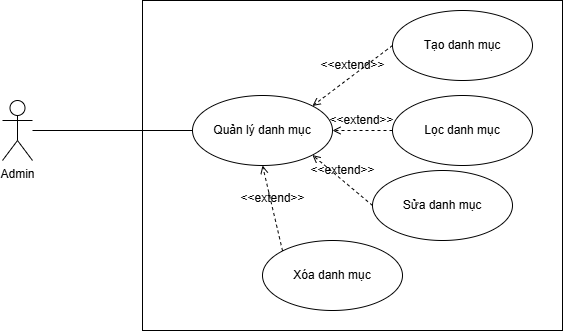 Tạo danh mục
<<extend>>
Quản lý danh mục
<<extend>>
Lọc danh mục
Admin
<<extend>>
Sửa danh mục
<<extend>>
Xóa danh mục